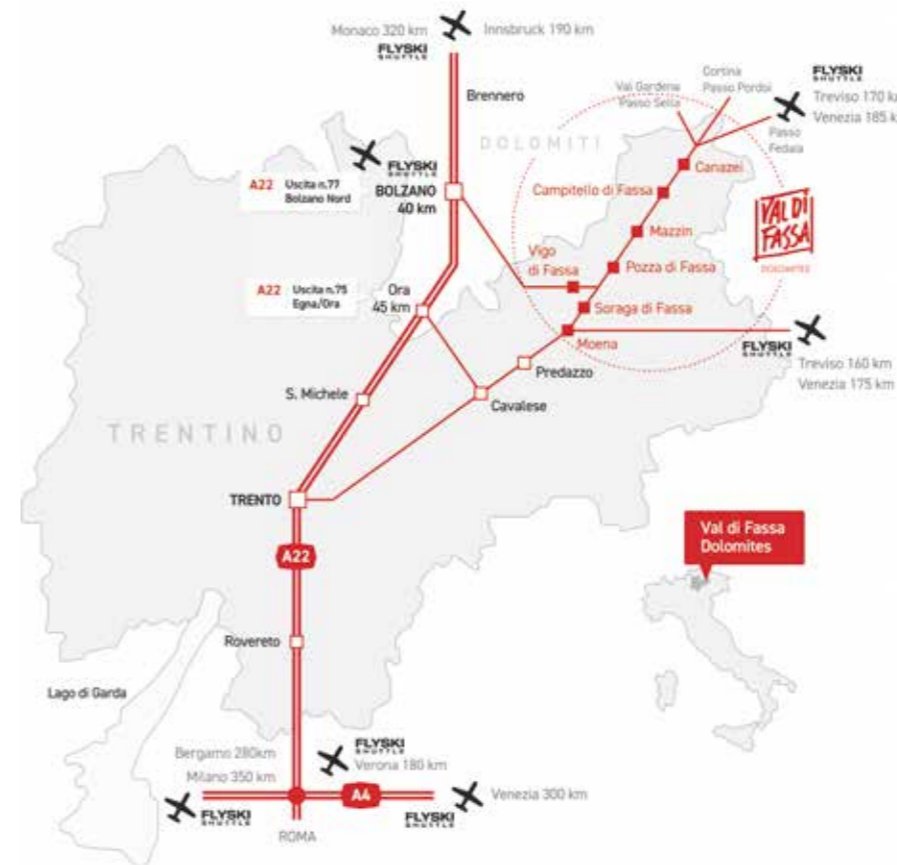 Monaco 320 km
Innsbruck 190 km
FLYSKI
SHUTTLE
Brennero
Val Gardena
Passo Sella
Cortina
Passo Pordoi
FLYSKI
SHUTTLE
Treviso 170 k
Venezia 185 k
Passo
Fedaia
DOLOMITI
FLYSKI
SHUTTLE
A22 Uscita n.77
Bolzano Nord
BOLZANO
40 km
Canazei
Campitello di Fassa
VAL DI
FASSA
DOLOMITES
Mazzin
Vigo
di Fassa
Pozza di Fassa
A22 Uscita n.75
Egna/Ora
Ora
45 km
Soraga di Fassa
Moena
FLYSKI
SHUTTLE
Treviso 160 km
Venezia 175 km
Predazzo
S. Michele
Cavalese
TRENTINO
TRENTO
Val di Fassa
Dolomites
A22
Rovereto
Lago di Garda
Bergamo 280km
Milano 350 km
FLYSKI
SHUTTLE
Verona 180 km
A4
Venezia 300 km
FLYSKI
SHUTTLE
FLYSKI
SHUTTLE
ROMA